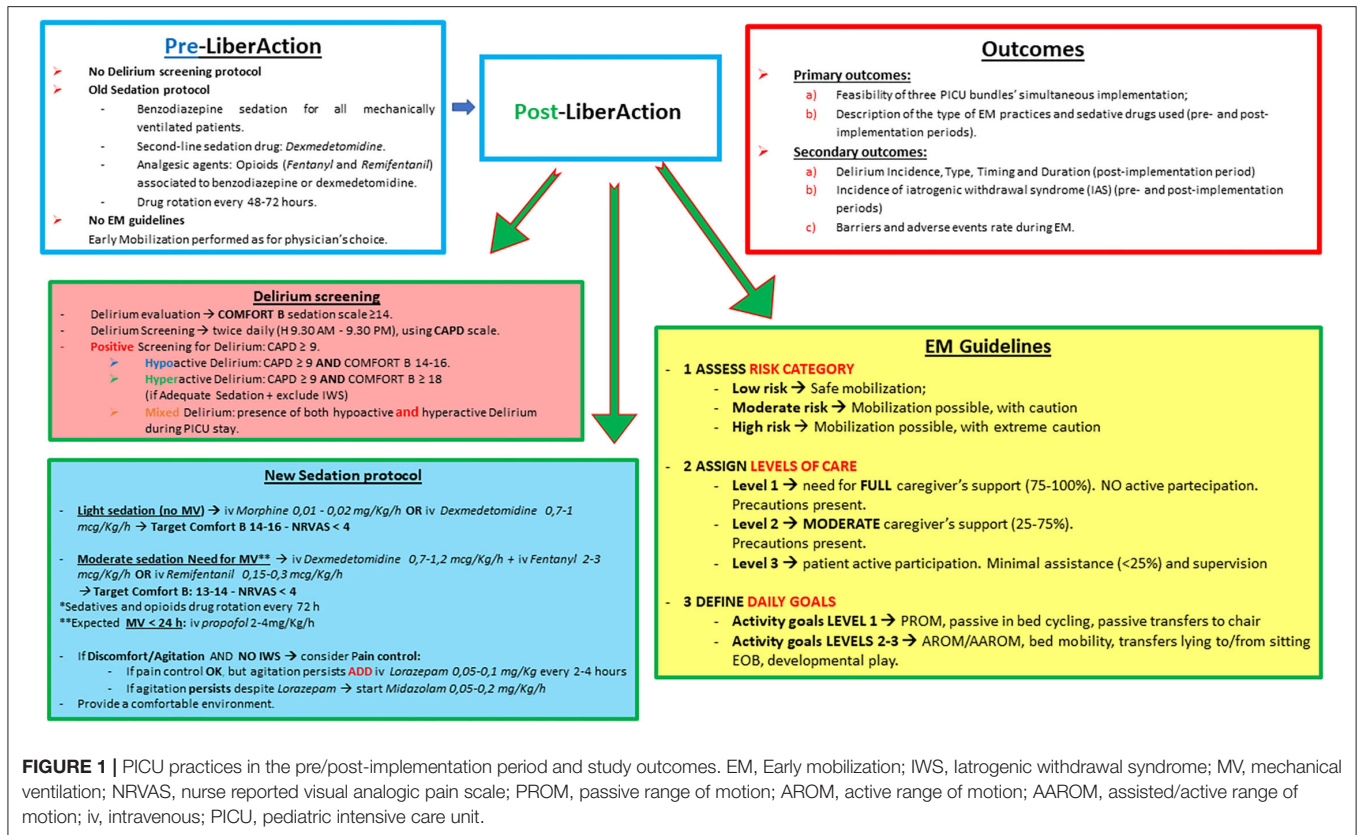 Pre-LiberAction
➢ No Delirium screening protocol
➢ Old Sedation protocol
- Benzodiazepine sedation for all mechanically
ventilated patients.
- Second-line sedation drug: Dexmedetomidine.
- Analgesic agents: Opioids (Fentanyl and Remifentanil)
associated to benzodiazepine or dexmedetomidine.
- Drug rotation every 48-72 hours.
➢ No EM guidelines
Early Mobilization performed as for physician's choice.
Post-LiberAction
Outcomes
➢ Primary outcomes:
a) Feasibility of three PICU bundles' simultaneous implementation;
b) Description of the type of EM practices and sedative drugs used (pre- and post-
implementation periods).
➢ Secondary outcomes:
a) Delirium Incidence, Type, Timing and Duration (post-implementation period)
b) Incidence of iatrogenic withdrawal syndrome (IAS) (pre- and post-implementation
periods)
c) Barriers and adverse events rate during EM.
Delirium screening
- Delirium evaluation → COMFORT B sedation scale ≥14.
- Delirium Screening → twice daily (H 9.30 AM - 9.30 PM), using CAPD scale.
- Positive Screening for Delirium: CAPD ≥ 9.
➢ Hypoactive Delirium: CAPD ≥ 9 AND COMFORT B 14-16.
➢ Hyperactive Delirium: CAPD ≥ 9 AND COMFORT B ≥ 18
(if Adequate Sedation + exclude IWS)
➢ Mixed Delirium: presence of both hypoactive and hyperactive Delirium
during PICU stay.
New Sedation protocol
- Light sedation (no MV) → iv Morphine 0,01 - 0,02 mg/Kg/h OR iv Dexmedetomidine 0,7-1
mcg/Kg/h → Target Comfort B 14-16 - NRVAS < 4
- Moderate sedation Need for MV** → iv Dexmedetomidine 0,7-1,2 mcg/Kg/h + iv Fentanyl 2-3
mcg/Kg/h OR iv Remifentanil 0,15-0,3 mcg/Kg/h
→ Target Comfort B: 13-14 - NRVAS < 4
*Sedatives and opioids drug rotation every 72 h
**Expected MV < 24 h: iv propofol 2-4mg/Kg/h
- If Discomfort/Agitation AND NO IWS → consider Pain control:
- If pain control OK, but agitation persists ADD iv Lorazepam 0,05-0,1 mg/Kg every 2-4 hours
- If agitation persists despite Lorazepam → start Midazolam 0,05-0,2 mg/Kg/h
- Provide a comfortable environment.
EM Guidelines
- 1 ASSESS RISK CATEGORY
- Low risk → Safe mobilization;
- Moderate risk → Mobilization possible, with caution
- High risk → Mobilization possible, with extreme caution
- 2 ASSIGN LEVELS OF CARE
- Level 1 → need for FULL caregiver's support (75-100%). NO active partecipation.
Precautions present.
- Level 2 → MODERATE caregiver's support (25-75%).
Precautions present.
- Level 3 → patient active participation. Minimal assistance (<25%) and supervision
- 3 DEFINE DAILY GOALS
- Activity goals LEVEL 1 → PROM, passive in bed cycling, passive transfers to chair
- Activity goals LEVELS 2-3 → AROM/AAROM, bed mobility, transfers lying to/from sitting
EOB, developmental play.
FIGURE 1 | PICU practices in the pre/post-implementation period and study outcomes. EM, Early mobilization; IWS, Iatrogenic withdrawal syndrome; MV, mechanical
ventilation; NRVAS, nurse reported visual analogic pain scale; PROM, passive range of motion; AROM, active range of motion; AAROM, assisted/active range of
motion; iv, intravenous; PICU, pediatric intensive care unit.